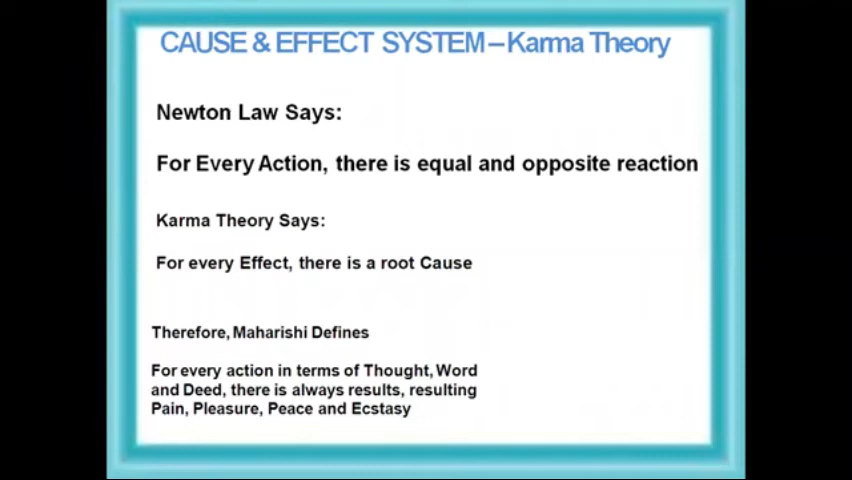 CAUSE & EFFECT SYSTEM – Karma Theory
Newton Law Says:
For Every Action, there is equal and opposite reaction
Karma Theory Says:
For every Effect, there is a root Cause
Therefore, Maharishi Defines
For every action in terms of Thought, Word
and Deed, there is always results, resulting
Pain, Pleasure, Peace and Ecstasy